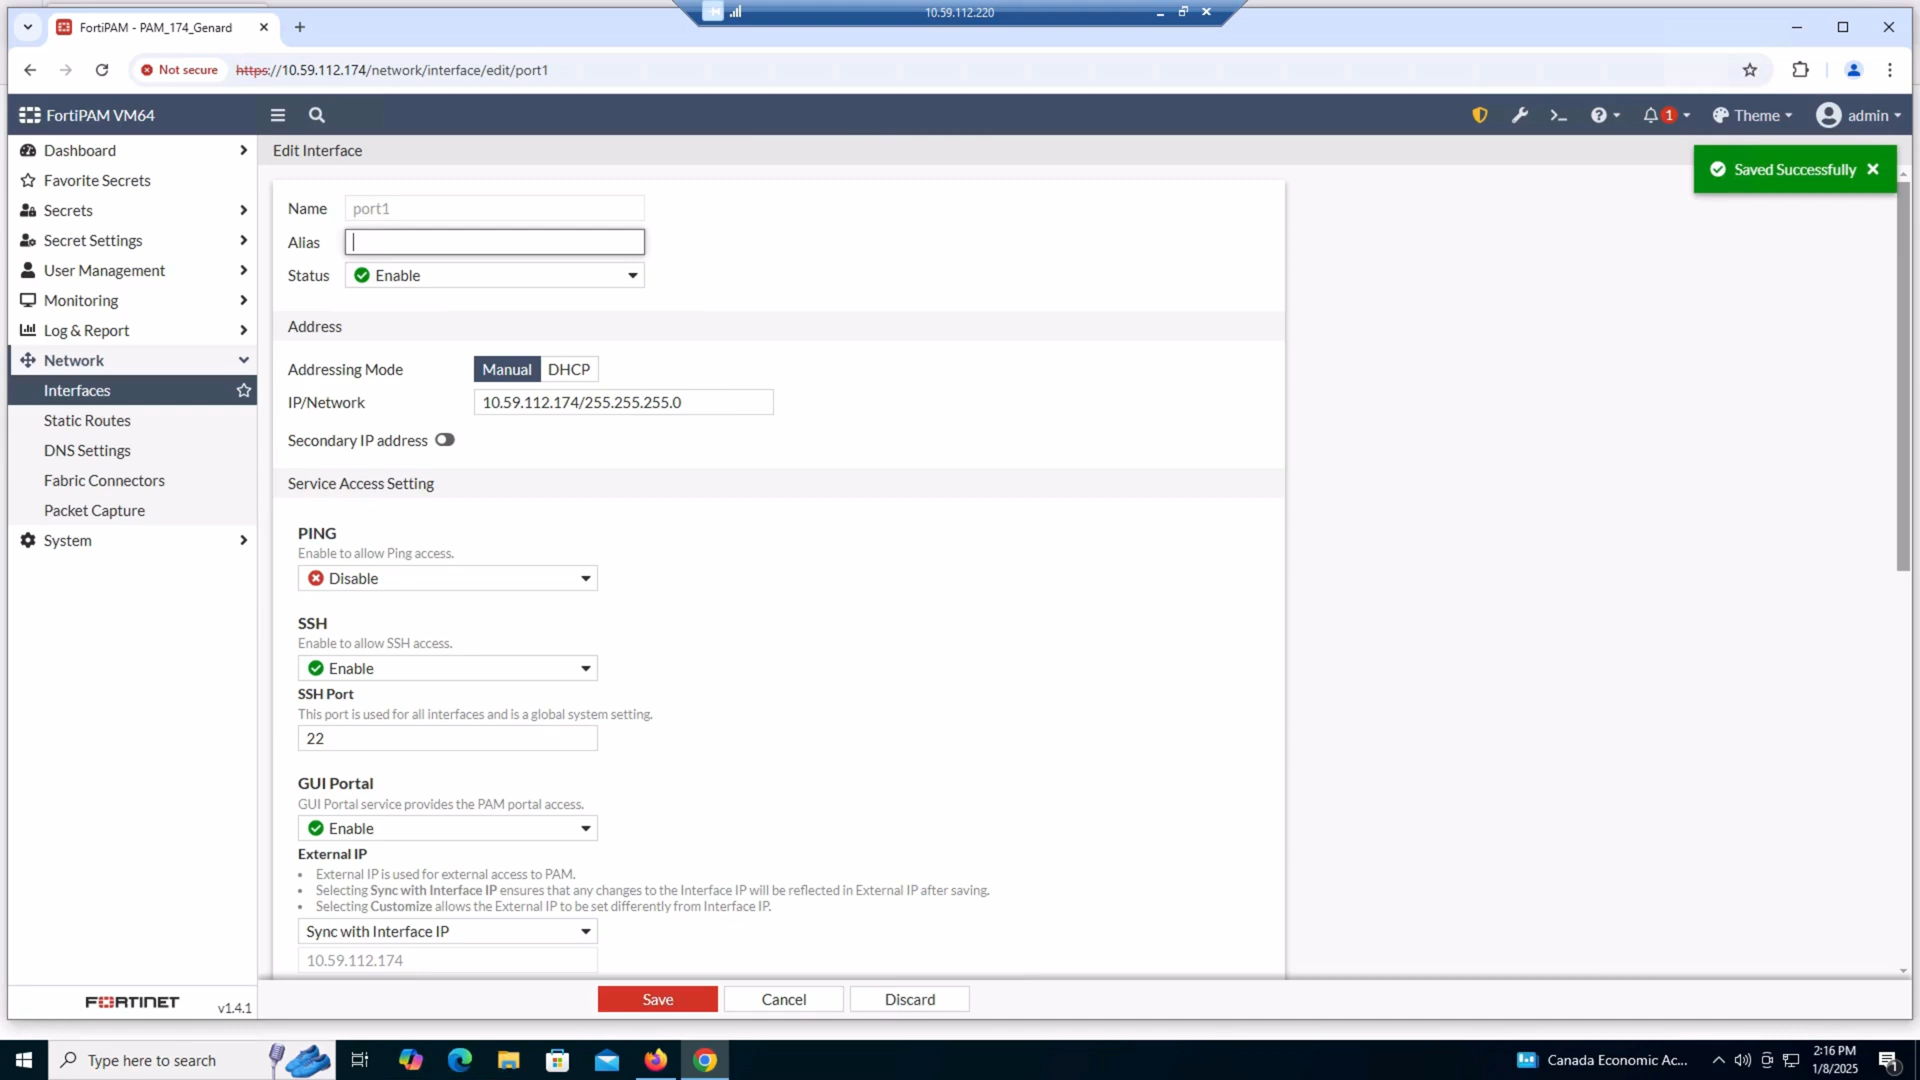 10.59.112.220
FortiPAM - PAM_174_Genard
Not secure
https://10.59.112.174/network/interface/edit/port1
FortiPAM VM64
1
Theme
admin
Dashboard
Favorite Secrets
Secrets
Secret Settings
User Management
Monitoring
Log & Report
Network
Interfaces
Static Routes
DNS Settings
Fabric Connectors
Packet Capture
System
FORTINET
v1.4.1
Edit Interface
Saved Successfully
Name
port1
Alias
Status
Enable
Address
Addressing Mode
Manual
DHCP
IP/Network
10.59.112.174/255.255.255.0
Secondary IP address
Service Access Setting
PING
Enable to allow Ping access.
Disable
SSH
Enable to allow SSH access.
Enable
SSH Port
This port is used for all interfaces and is a global system setting.
22
GUI Portal
GUI Portal service provides the PAM portal access.
Enable
External IP
External IP is used for external access to PAM.
Selecting Sync with Interface IP ensures that any changes to the Interface IP will be reflected in External IP after saving.
Selecting Customize allows the External IP to be set differently from Interface IP.
Sync with Interface IP
10.59.112.174
Save
Cancel
Discard
Type here to search
Canada Economic Ac...
2:16 PM
1/8/2025
1